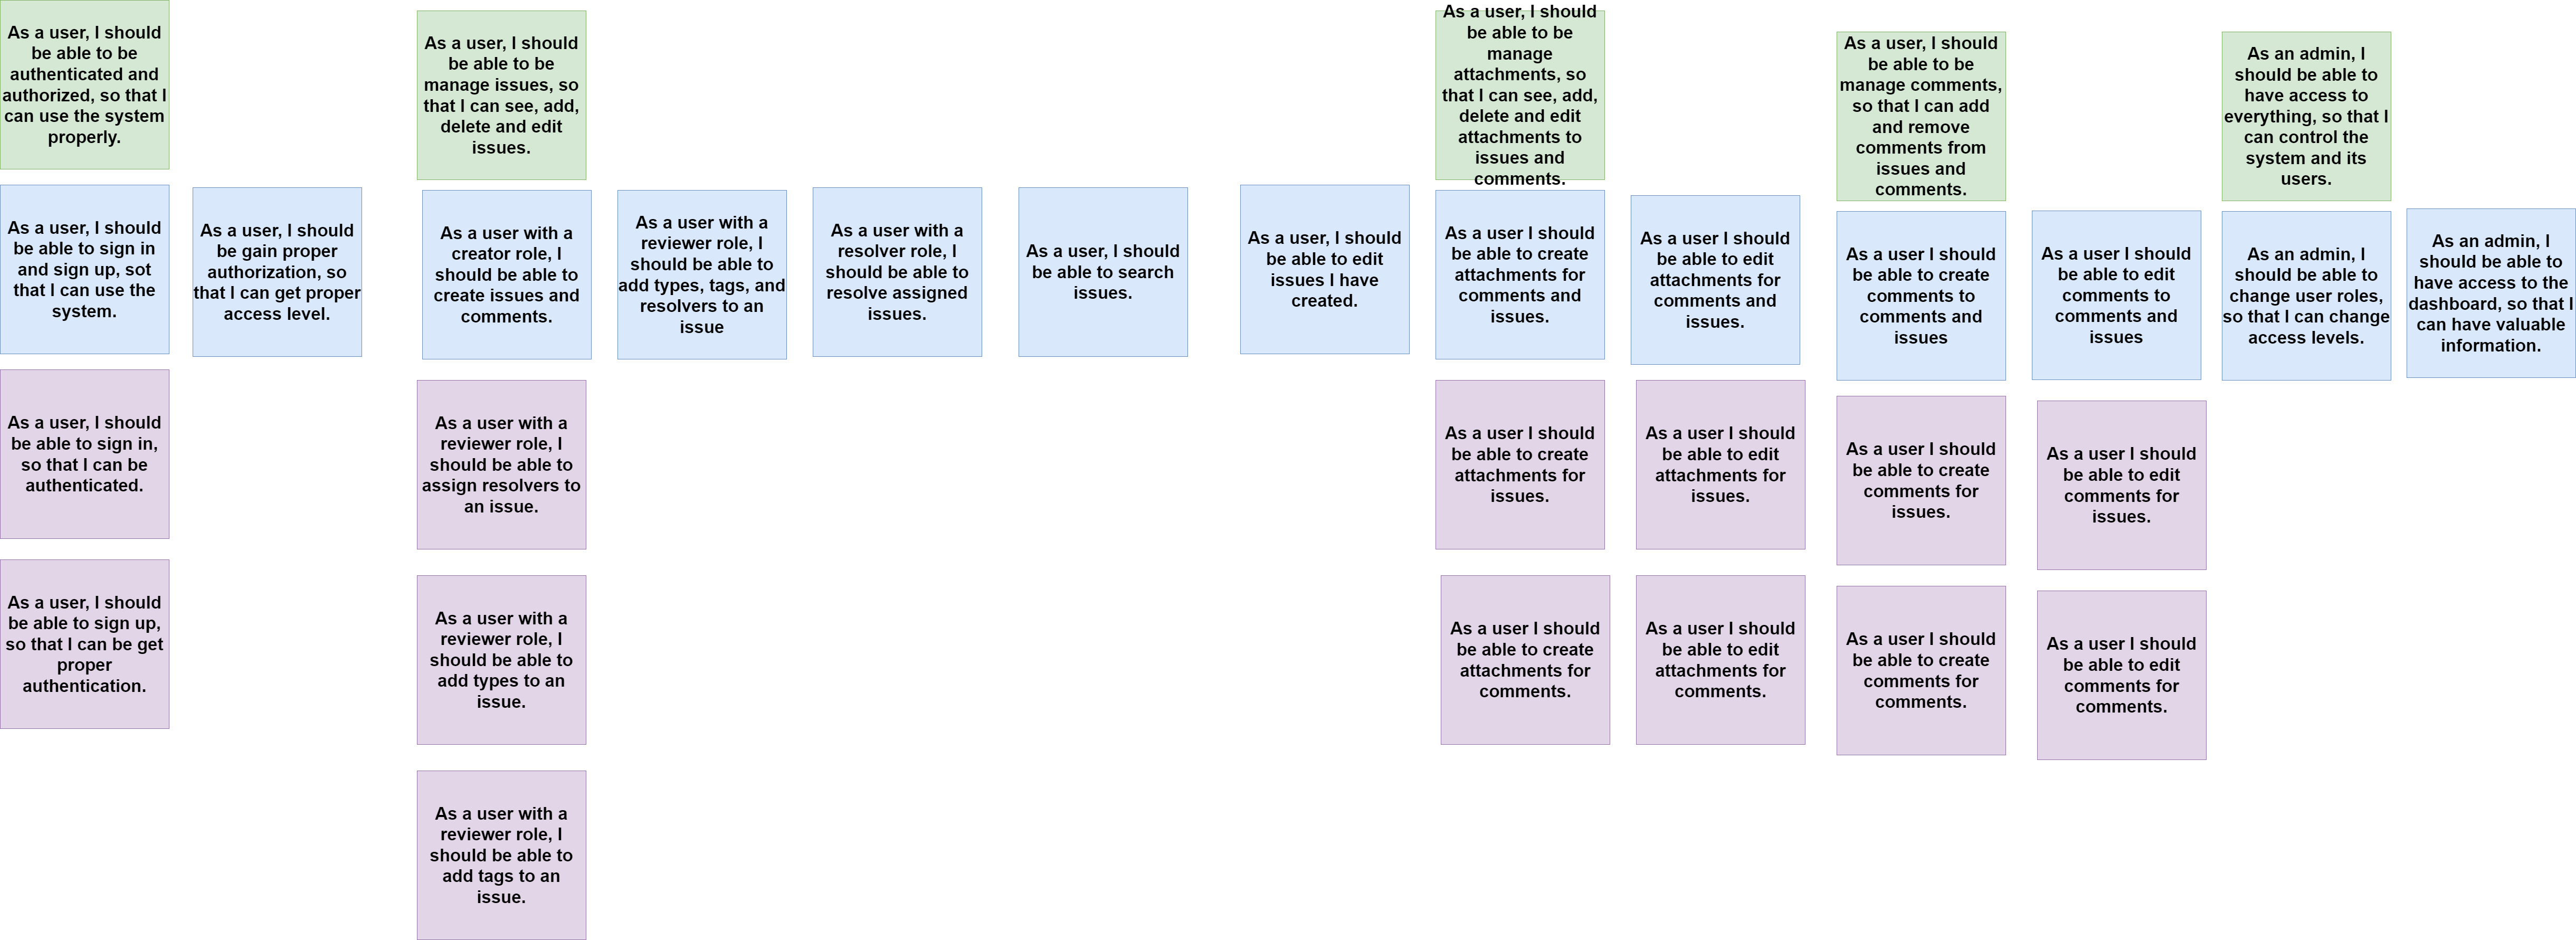 As a user, I should
be able to be
authenticated and
authorized, so that I
can use the system
properly.
As a user, I should
be able to be
manage issues, so
that I can see, add,
delete and edit
issues.
As a user, I should
be able to be
manage
attachments, so
that I can see, add,
delete and edit
attachments to
issues and
comments.
As a user, I should
be able to be
manage comments,
so that I can add
and remove
comments from
issues and
comments.
As an admin, I
should be able to
have access to
everything, so that I
can control the
system and its
users.
As a user, I should
be able to sign in
and sign up, sot
that I can use the
system.
As a user, I should
be gain proper
authorization, so
that I can get proper
access level.
As a user with a
creator role, I
should be able to
create issues and
comments.
As a user with a
reviewer role, I
should be able to
add types, tags, and
resolvers to an
issue
As a user with a
resolver role, I
should be able to
resolve assigned
issues.
As a user, I should
be able to search
issues.
As a user, I should
be able to edit
issues I have
created.
As a user I should
be able to create
attachments for
comments and
issues.
As a user I should
be able to edit
attachments for
comments and
issues.
As a user I should
be able to create
comments to
comments and
issues
As a user I should
be able to edit
comments to
comments and
issues
As an admin, I
should be able to
change user roles,
so that I can change
access levels.
As an admin, I
should be able to
have access to the
dashboard, so that I
can have valuable
information.
As a user, I should
be able to sign in,
so that I can be
authenticated.
As a user with a
reviewer role, I
should be able to
assign resolvers to
an issue.
As a user I should
be able to create
attachments for
issues.
As a user I should
be able to edit
attachments for
issues.
As a user I should
be able to create
comments for
issues.
As a user I should
be able to edit
comments for
issues.
As a user, I should
be able to sign up,
so that I can be get
proper
authentication.
As a user with a
reviewer role, I
should be able to
add types to an
issue.
As a user I should
be able to create
attachments for
comments.
As a user I should
be able to edit
attachments for
comments.
As a user I should
be able to create
comments for
comments.
As a user I should
be able to edit
comments for
comments.
As a user with a
reviewer role, I
should be able to
add tags to an
issue.